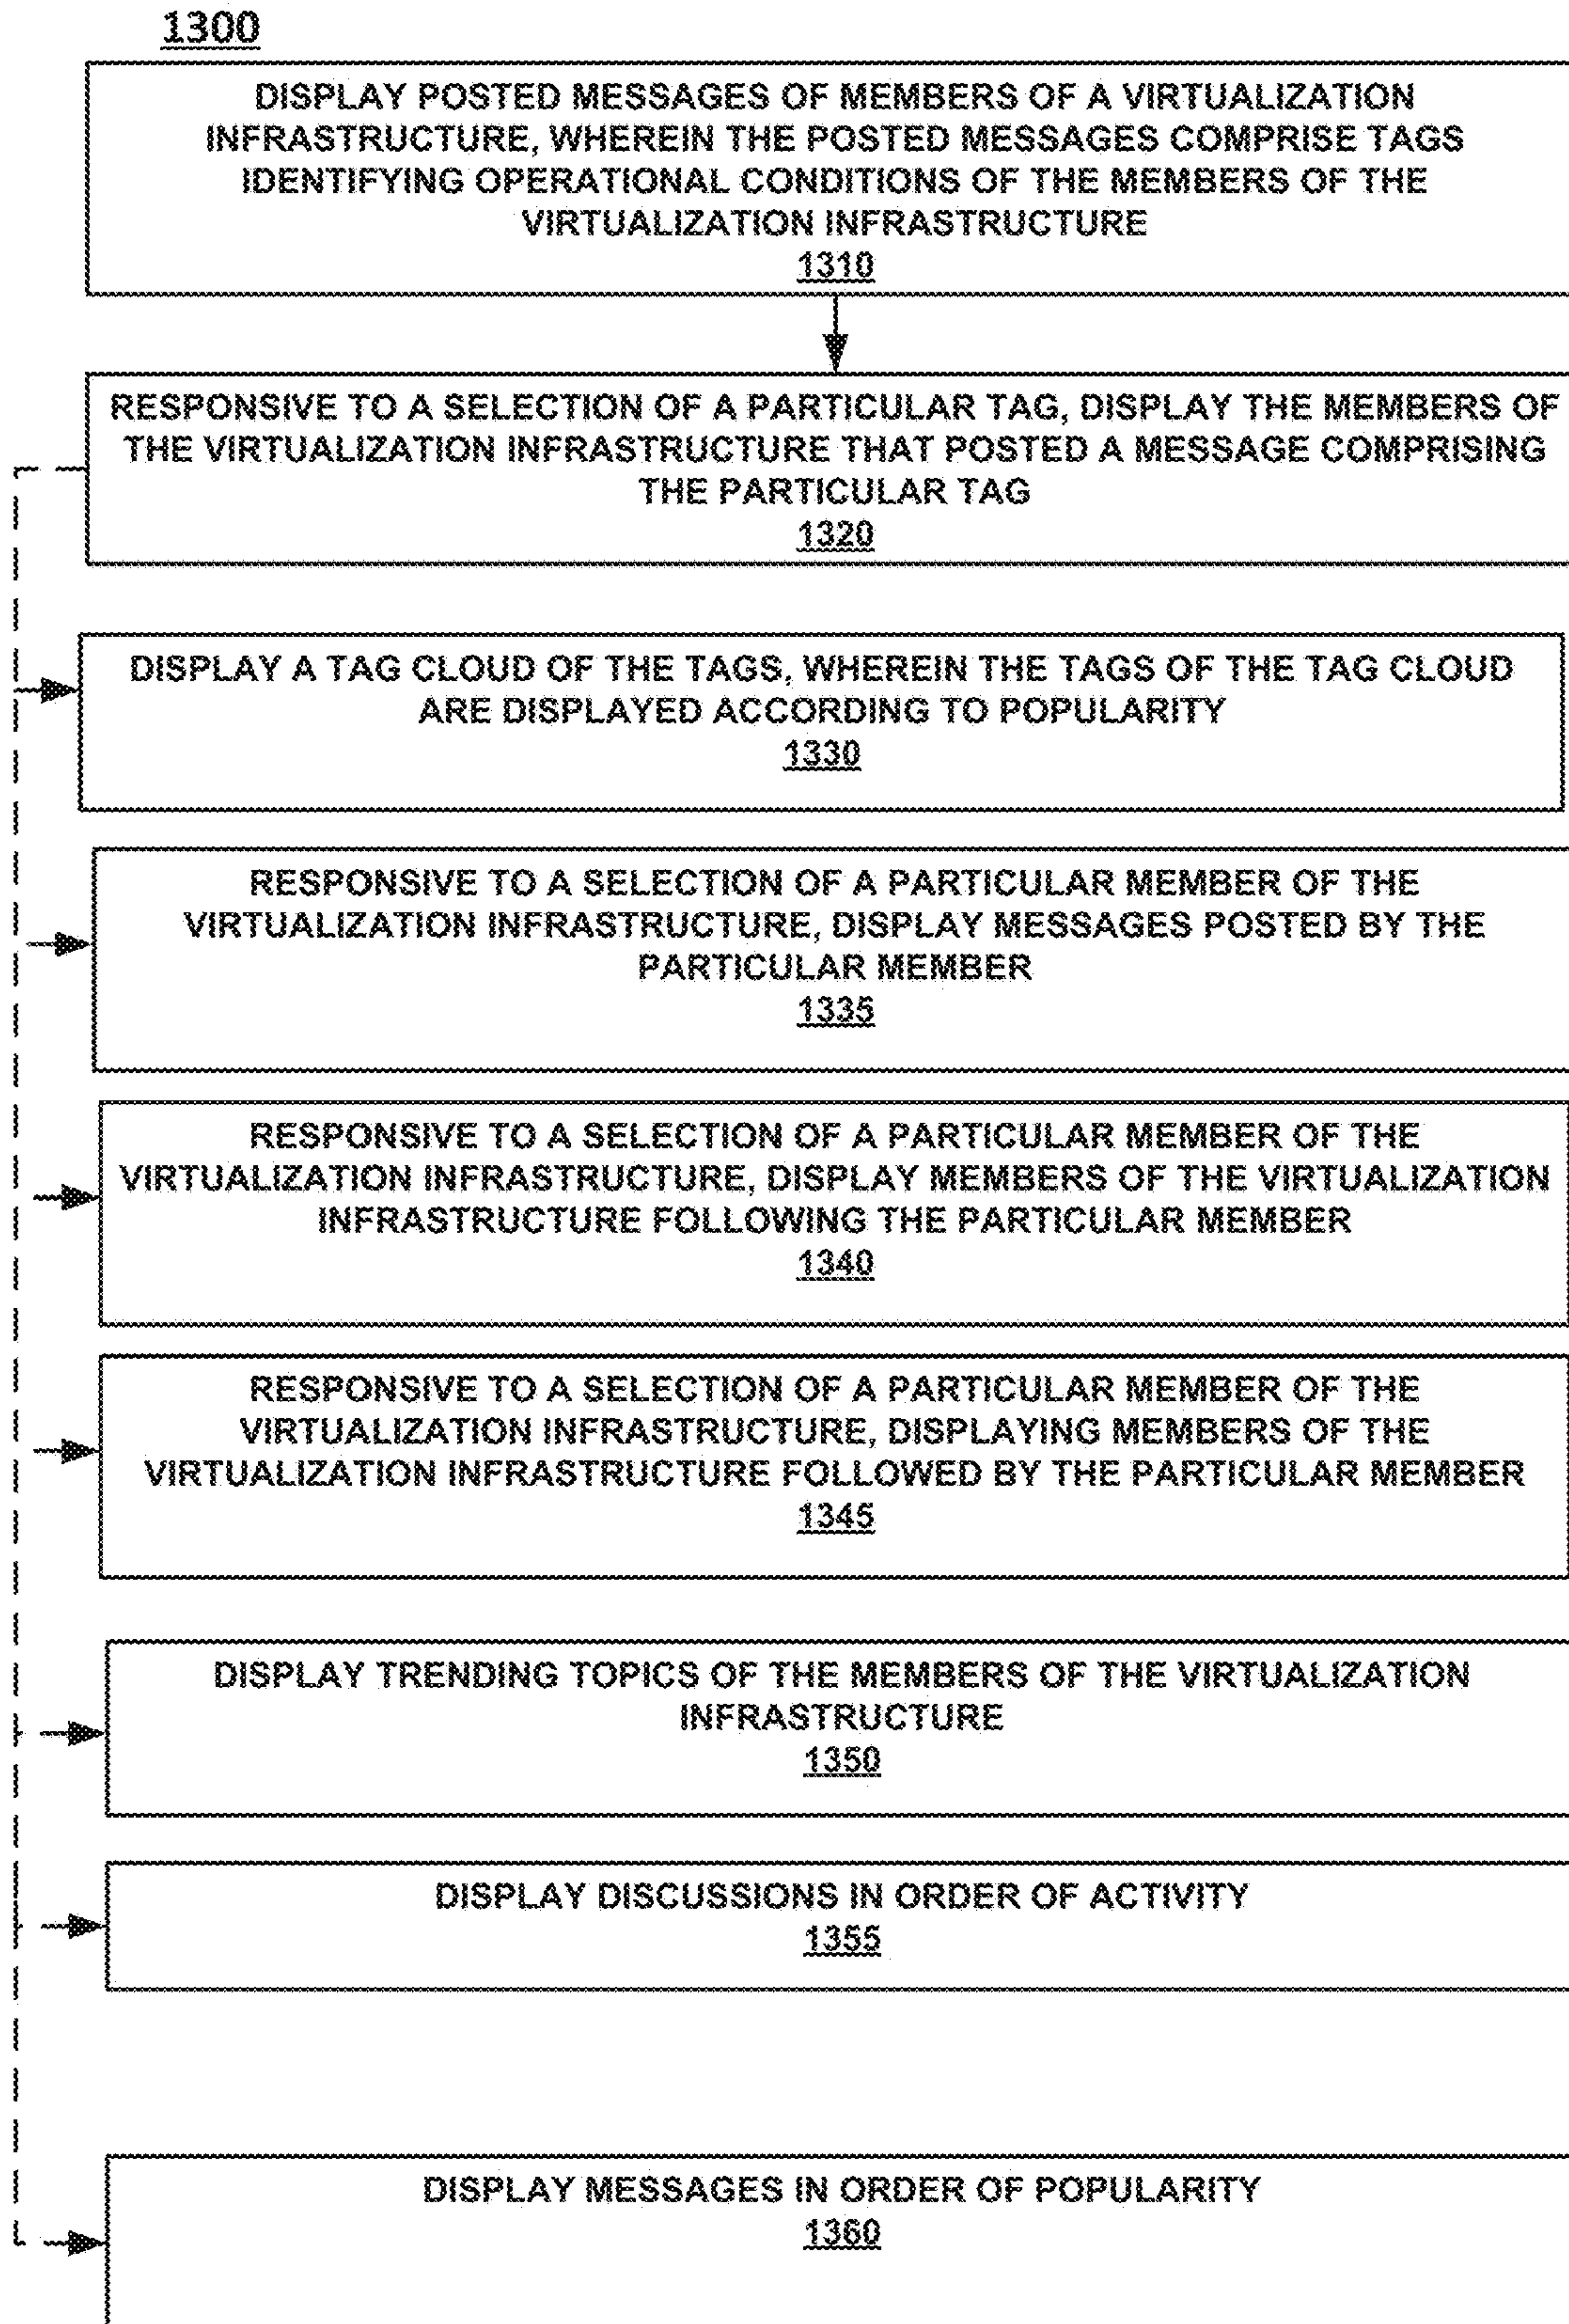 1300
DISPLAY POSTED MESSAGES OF MEMBERS OF A VIRTUALIZATION
INFRASTRUCTURE, WHEREIN THE POSTED MESSAGES COMPRISE TAGS
IDENTIFYING OPERATIONAL CONDITIONS OF THE MEMBERS OF THE
VIRTUALIZATION INFRASTRUCTURE
1310
RESPONSIVE TO A SELECTION OF A PARTICULAR TAG, DISPLAY THE MEMBERS OF
THE VIRTUALIZATION INFRASTRUCTURE THAT POSTED A MESSAGE COMPRISING
THE PARTICULAR TAG
1320
DISPLAY A TAG CLOUD OF THE TAGS, WHEREIN THE TAGS OF THE TAG CLOUD
ARE DISPLAYED ACCORDING TO POPULARITY
1330
RESPONSIVE TO A SELECTION OF A PARTICULAR MEMBER OF THE
VIRTUALIZATION INFRASTRUCTURE, DISPLAY MESSAGES POSTED BY THE
PARTICULAR MEMBER
1335
RESPONSIVE TO A SELECTION OF A PARTICULAR MEMBER OF THE
VIRTUALIZATION INFRASTRUCTURE, DISPLAY MEMBERS OF THE VIRTUALIZATION
INFRASTRUCTURE FOLLOWING THE PARTICULAR MEMBER
1340
RESPONSIVE TO A SELECTION OF A PARTICULAR MEMBER OF THE
VIRTUALIZATION INFRASTRUCTURE, DISPLAYING MEMBERS OF THE
VIRTUALIZATION INFRASTRUCTURE FOLLOWED BY THE PARTICULAR MEMBER
1345
DISPLAY TRENDING TOPICS OF THE MEMBERS OF THE VIRTUALIZATION
INFRASTRUCTURE
1350
DISPLAY DISCUSSIONS IN ORDER OF ACTIVITY
1355
DISPLAY MESSAGES IN ORDER OF POPULARITY
1360